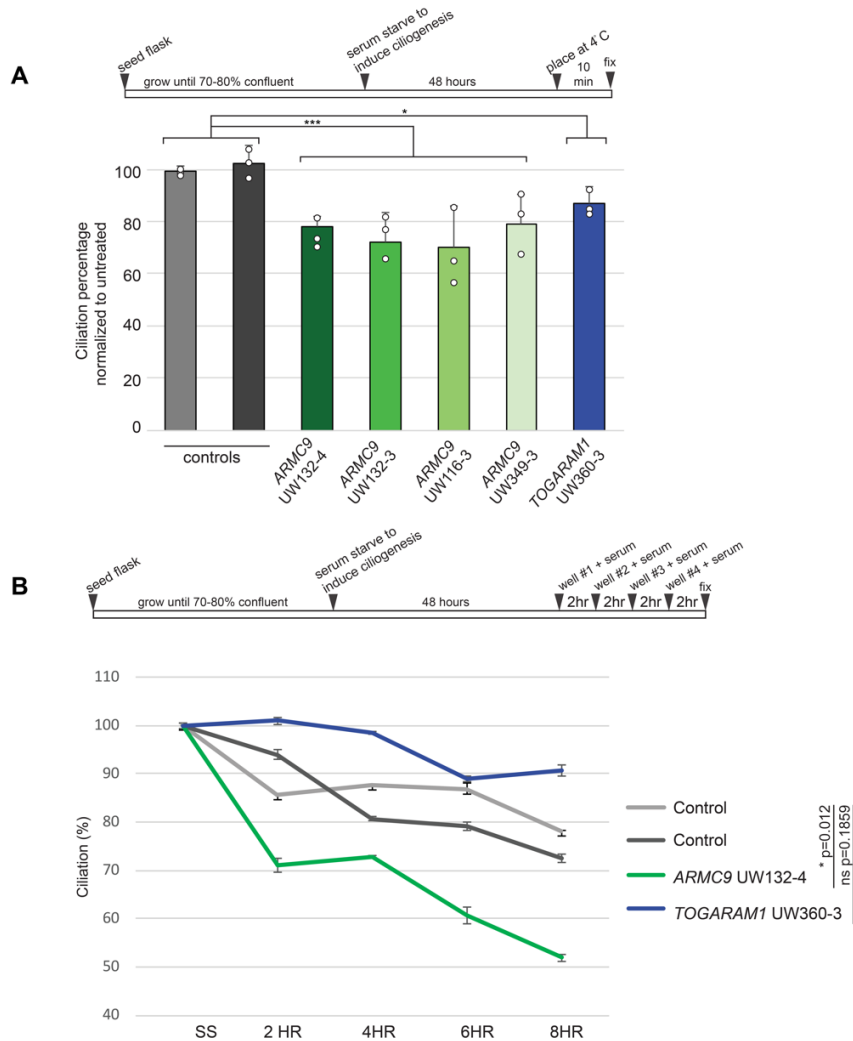 A
seed flask
grow until 70-80% confluent
serum starve to
induce ciliogenesis
48 hours
place at 4°C
10
min
fix
*
***
Ciliation percentage
normalized to untreated
100
80
60
40
20
0
controls
ARMC9
UW132-4
ARMC9
UW132-3
ARMC9
UW116-3
ARMC9
UW349-3
TOGARAM1
UW360-3
B
seed flask
grow until 70-80% confluent
serum starve to
induce ciliogenesis
48 hours
well #1 + serum
well #2 + serum
well #3 + serum
well #4 + serum
fix
2hr
2hr
2hr
2hr
Ciliation (%)
110
100
90
80
70
60
50
40
SS
2 HR
4HR
6HR
8HR
Control
Control
ARMC9 UW132-4
TOGARAM1 UW360-3
* p=0.012
ns p=0.1859